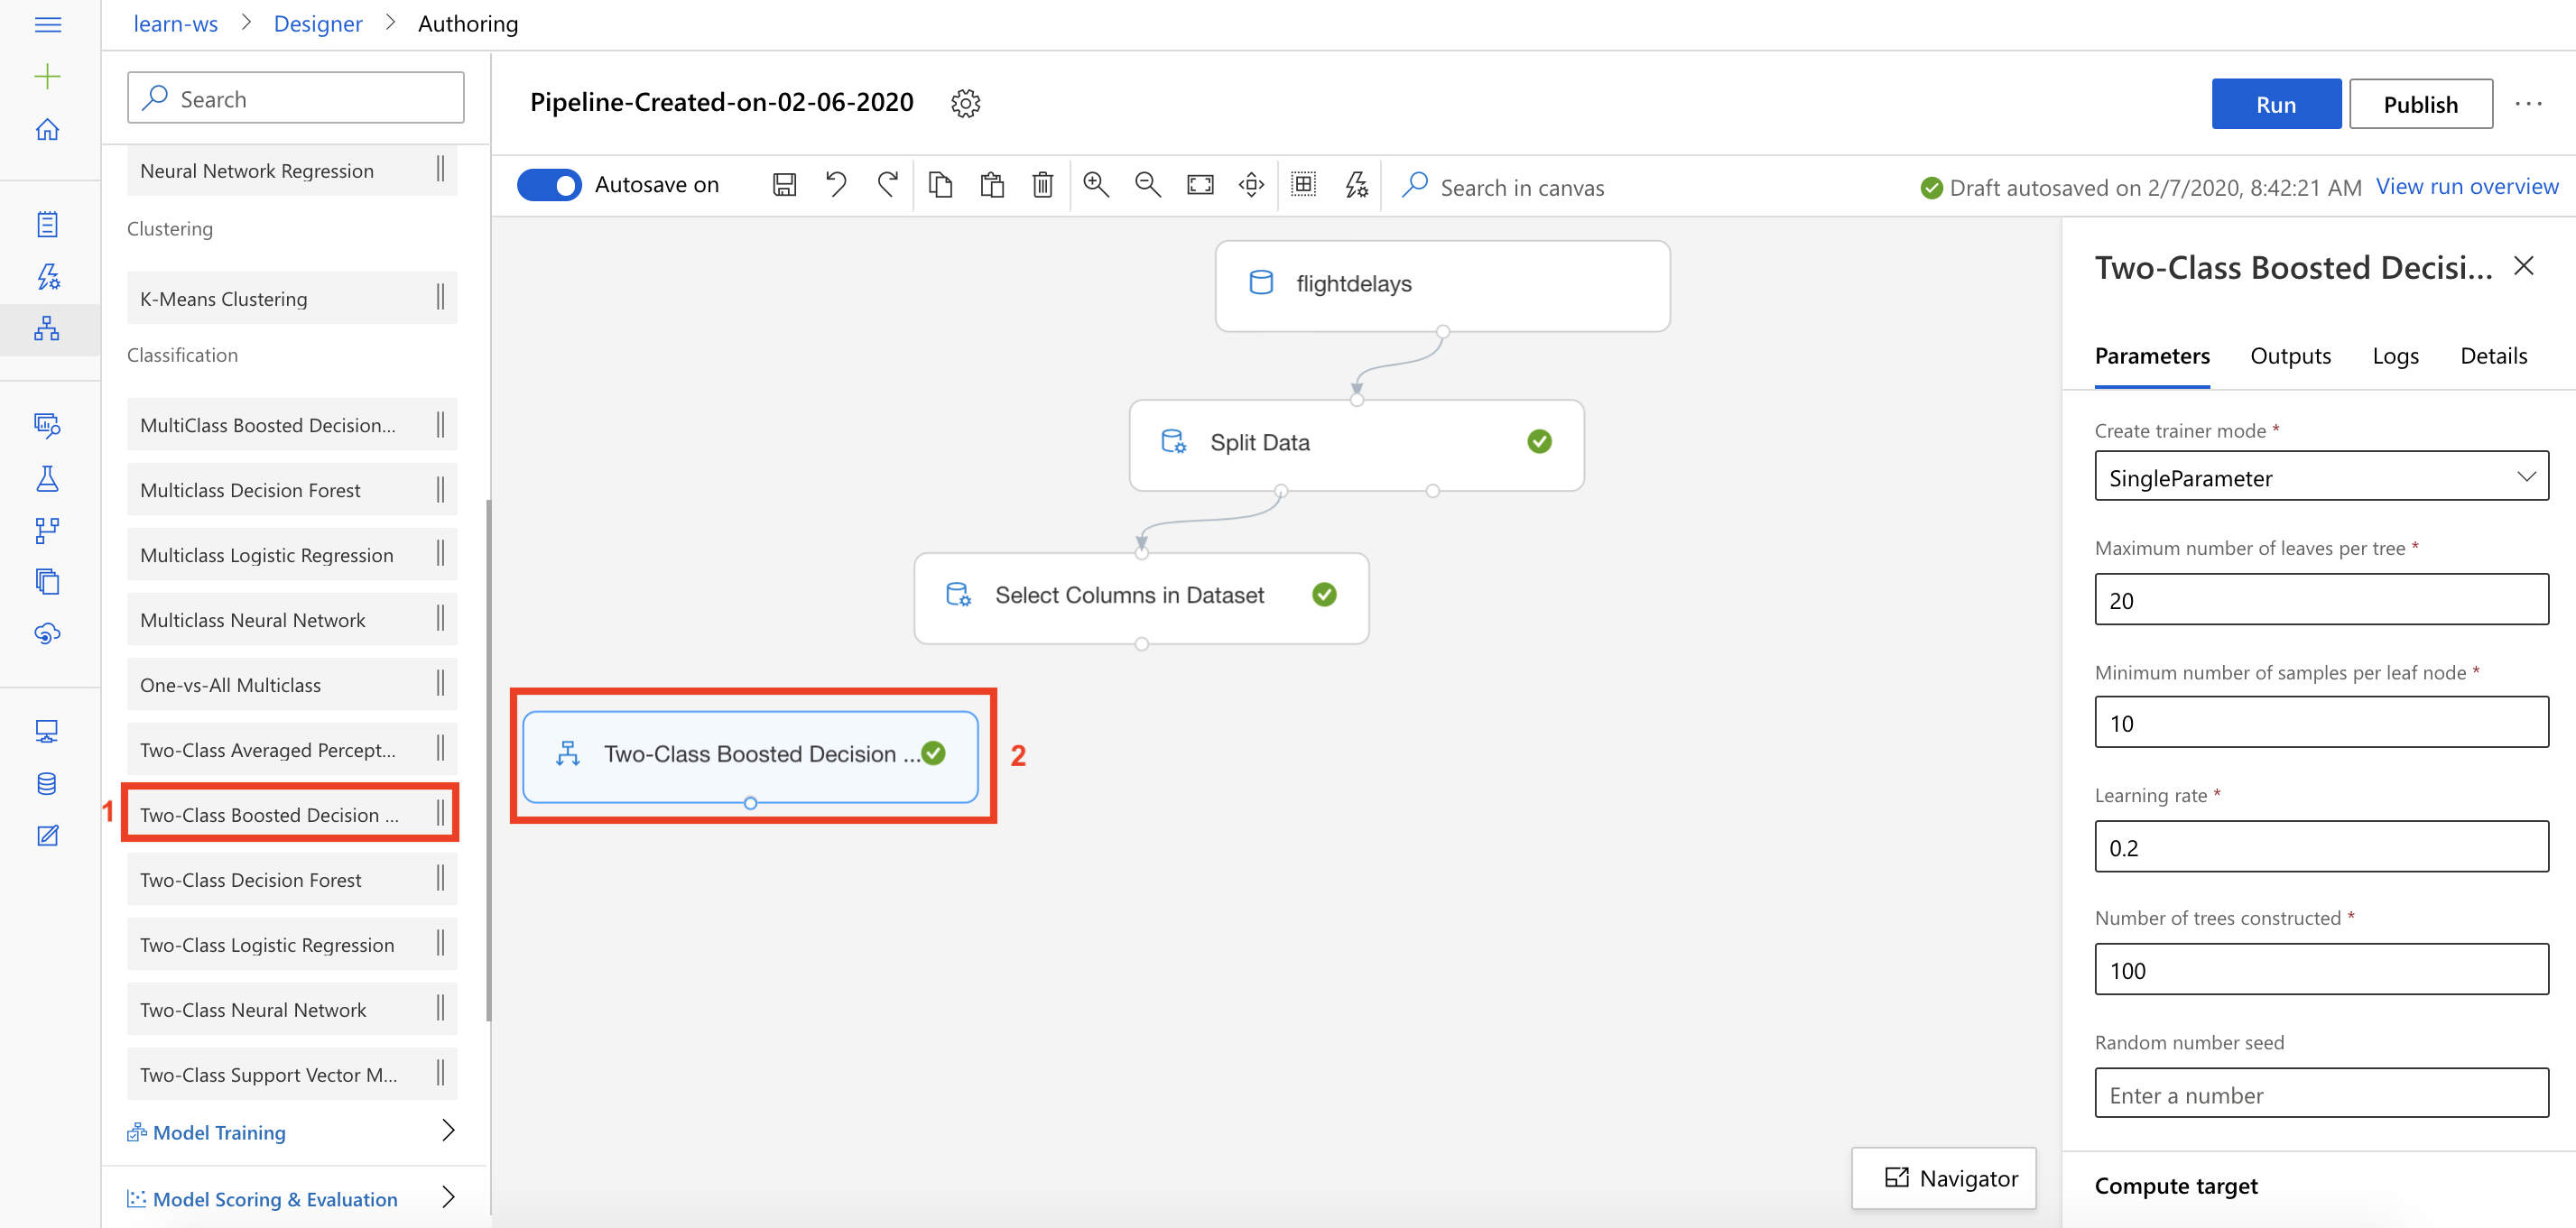 learn-ws > Designer > Authoring
Search
Neural Network Regression
Clustering
K-Means Clustering
Classification
MultiClass Boosted Decision...
Multiclass Decision Forest
Multiclass Logistic Regression
Multiclass Neural Network
One-vs-All Multiclass
Two-Class Averaged Percept...
1
Two-Class Boosted Decision ...
Two-Class Decision Forest
Two-Class Logistic Regression
Two-Class Neural Network
Two-Class Support Vector M...
Model Training
Model Scoring & Evaluation
Pipeline-Created-on-02-06-2020
Run
Publish
Autosave on
Search in canvas
Draft autosaved on 2/7/2020, 8:42:21 AM
View run overview
flightdelays
Split Data
Select Columns in Dataset
Two-Class Boosted Decision ...
2
Navigator
Two-Class Boosted Decisi...
Parameters Outputs Logs Details
Create trainer mode *
SingleParameter
Maximum number of leaves per tree *
20
Minimum number of samples per leaf node *
10
Learning rate *
0.2
Number of trees constructed *
100
Random number seed
Enter a number
Compute target